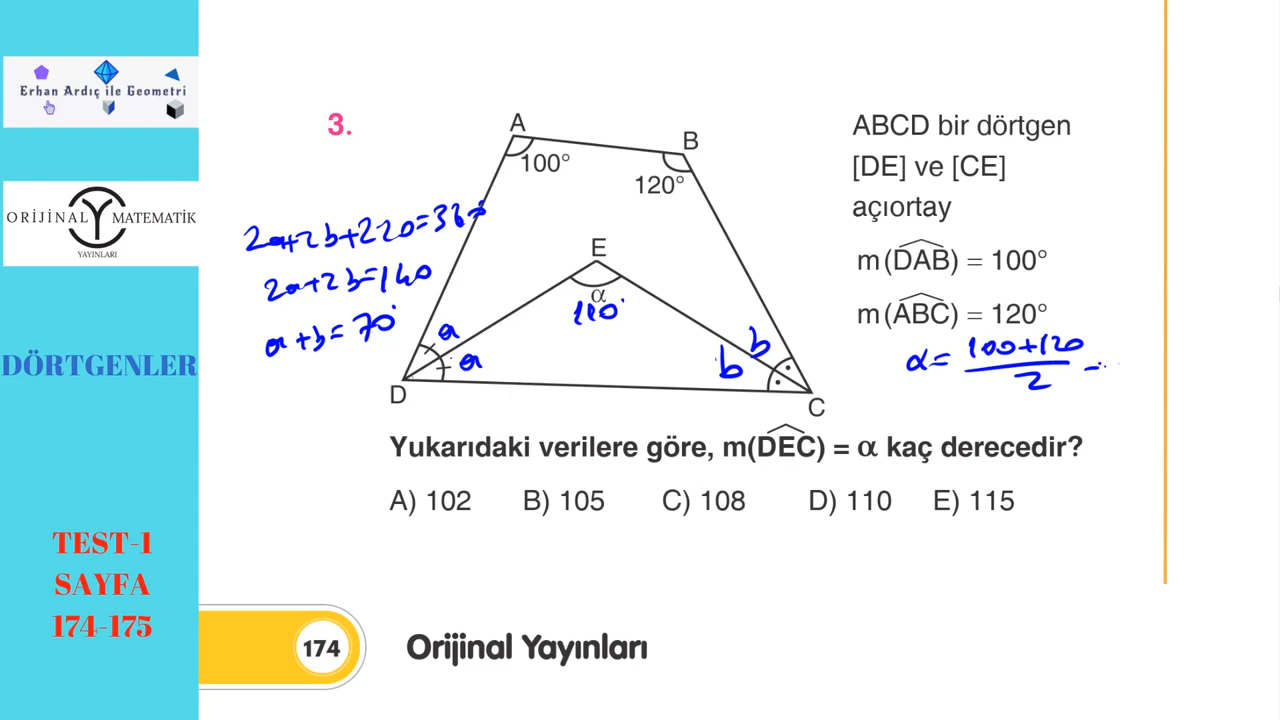 Erhan Ardıç ile Geometri
ORİJİNAL MATEMATİK
YAYINLARI
DÖRTGENLER
TEST-1
SAYFA
174-175
3.
A
B
100°
120°
E
α
110°
a
a
b
b
D
C
2a+2b+220=360
2a+2b=140
a+b=70°
ABCD bir dörtgen
[DE] ve [CE]
açıortay
m(DAB) = 100°
m(ABC) = 120°
α = (100+120)/2 =
Yukarıdaki verilere göre, m(DEC) = α kaç derecedir?
A) 102 B) 105 C) 108 D) 110 E) 115
174 Orijinal Yayınları